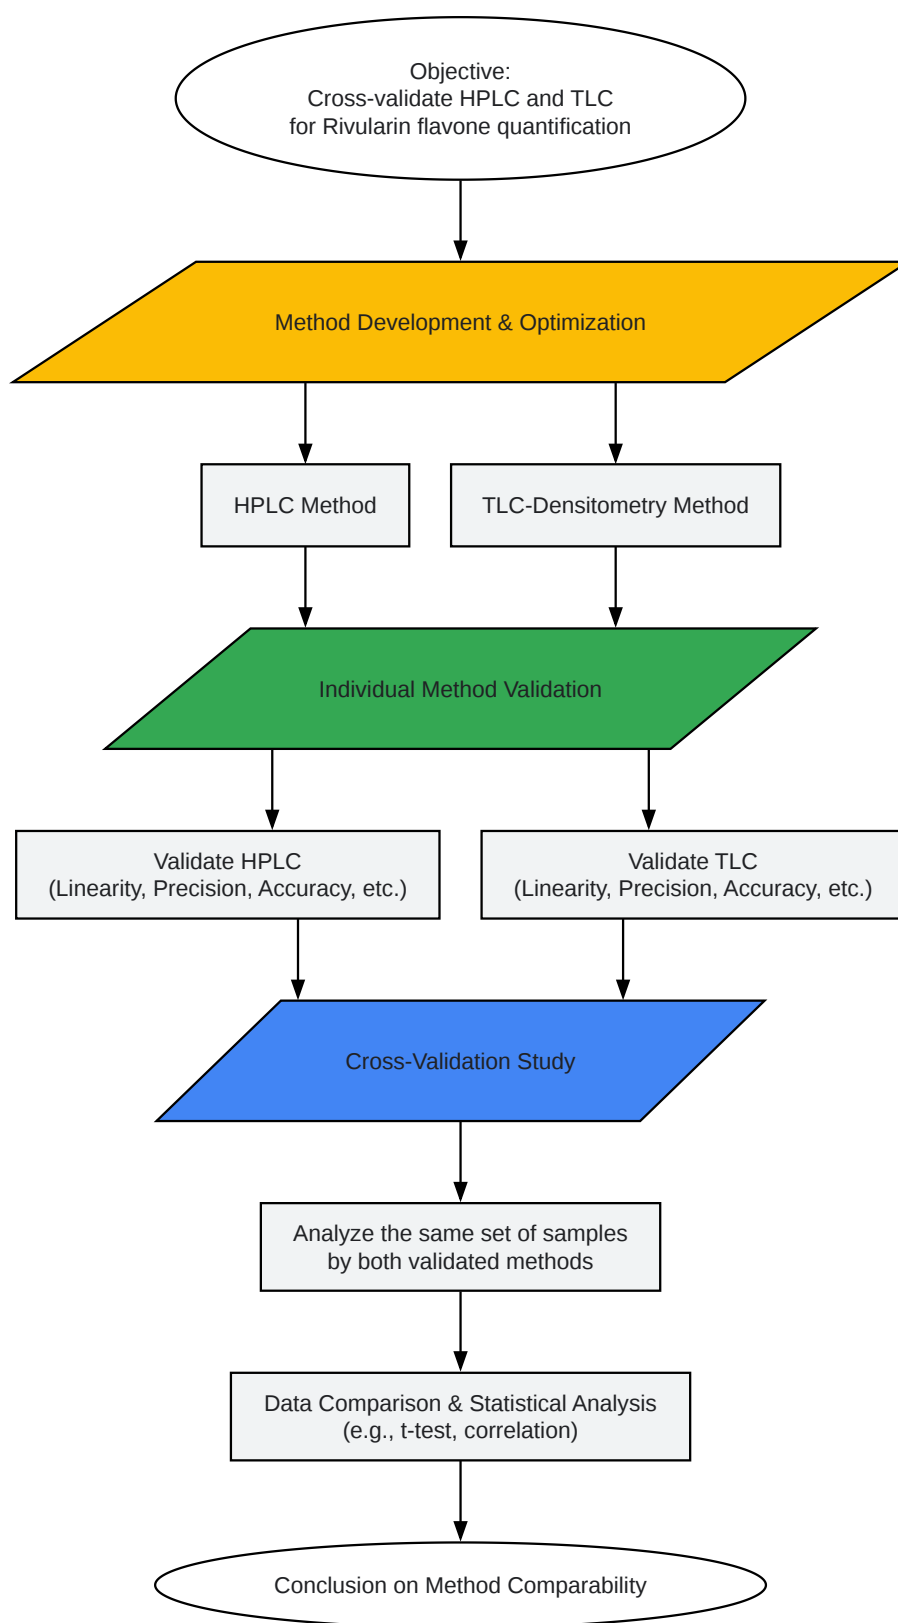 Objective:
Cross-validate HPLC and TLC
for Rivularin flavone quantification
Method Development & Optimization
HPLC Method
TLC-Densitometry Method
Individual Method Validation
Validate HPLC
(Linearity, Precision, Accuracy, etc.)
Validate TLC
(Linearity, Precision, Accuracy, etc.)
Cross-Validation Study
Analyze the same set of samples
by both validated methods
Data Comparison & Statistical Analysis
(e.g., t-test, correlation)
Conclusion on Method Comparability